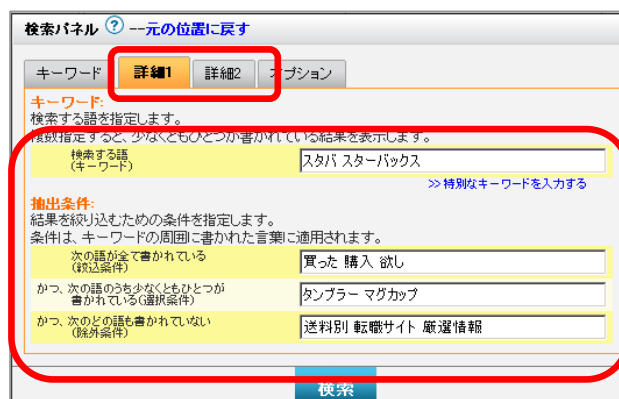 検索パネル ? --元の位置に戻す
キーワード 詳細1 詳細2 オプション
キーワード:
検索する語を指定します。
複数指定すると、少なくともひとつが書かれている結果を表示します。
検索する語
(キーワード)
スタバ スターバックス
>> 特別なキーワードを入力する
抽出条件:
結果を絞り込むための条件を指定します。
条件は、キーワードの周囲に書かれた言葉に適用されます。
次の語が全て書かれている
(絞込条件)
買った 購入 欲し
かつ、次の語のうち少なくともひとつが
書かれている(選択条件)
タンブラー マグカップ
かつ、次のどの語も書かれていない
(除外条件)
送料別 転職サイト 厳選情報
検索